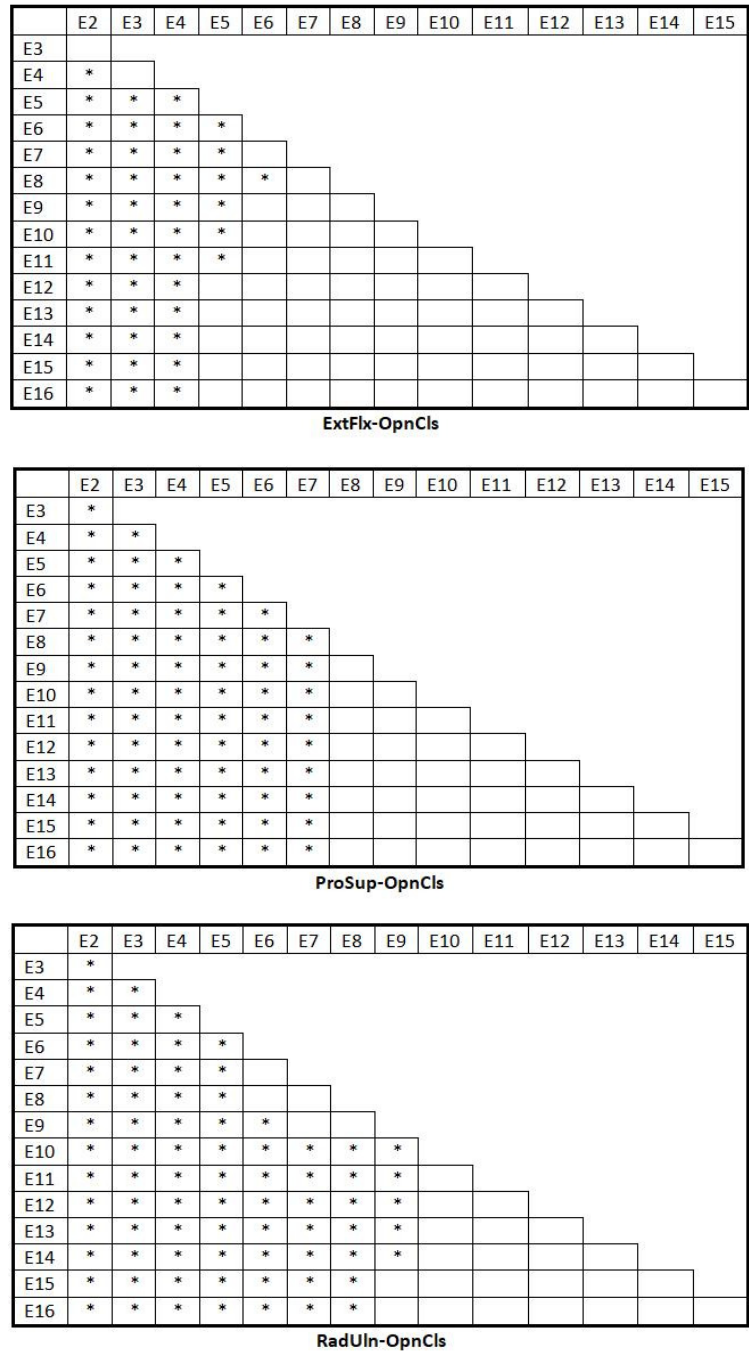 E2 E3 E4 E5 E6 E7 E8 E9 E10 E11 E12 E13 E14 E15
E3
E4 *
E5 * * *
E6 * * * *
E7 * * * *
E8 * * * * *
E9 * * * *
E10 * * * *
E11 * * * *
E12 * * *
E13 * * *
E14 * * *
E15 * * *
E16 * * *
ExtFlx-OpnCls
E2 E3 E4 E5 E6 E7 E8 E9 E10 E11 E12 E13 E14 E15
E3 *
E4 * *
E5 * * *
E6 * * * *
E7 * * * * *
E8 * * * * * *
E9 * * * * * *
E10 * * * * * *
E11 * * * * * *
E12 * * * * * *
E13 * * * * * *
E14 * * * * * *
E15 * * * * * *
E16 * * * * * *
ProSup-OpnCls
E2 E3 E4 E5 E6 E7 E8 E9 E10 E11 E12 E13 E14 E15
E3 *
E4 * *
E5 * * *
E6 * * * *
E7 * * * *
E8 * * * *
E9 * * * * *
E10 * * * * * * * *
E11 * * * * * * * *
E12 * * * * * * * *
E13 * * * * * * * *
E14 * * * * * * * *
E15 * * * * * * *
E16 * * * * * * *
RadUln-OpnCls